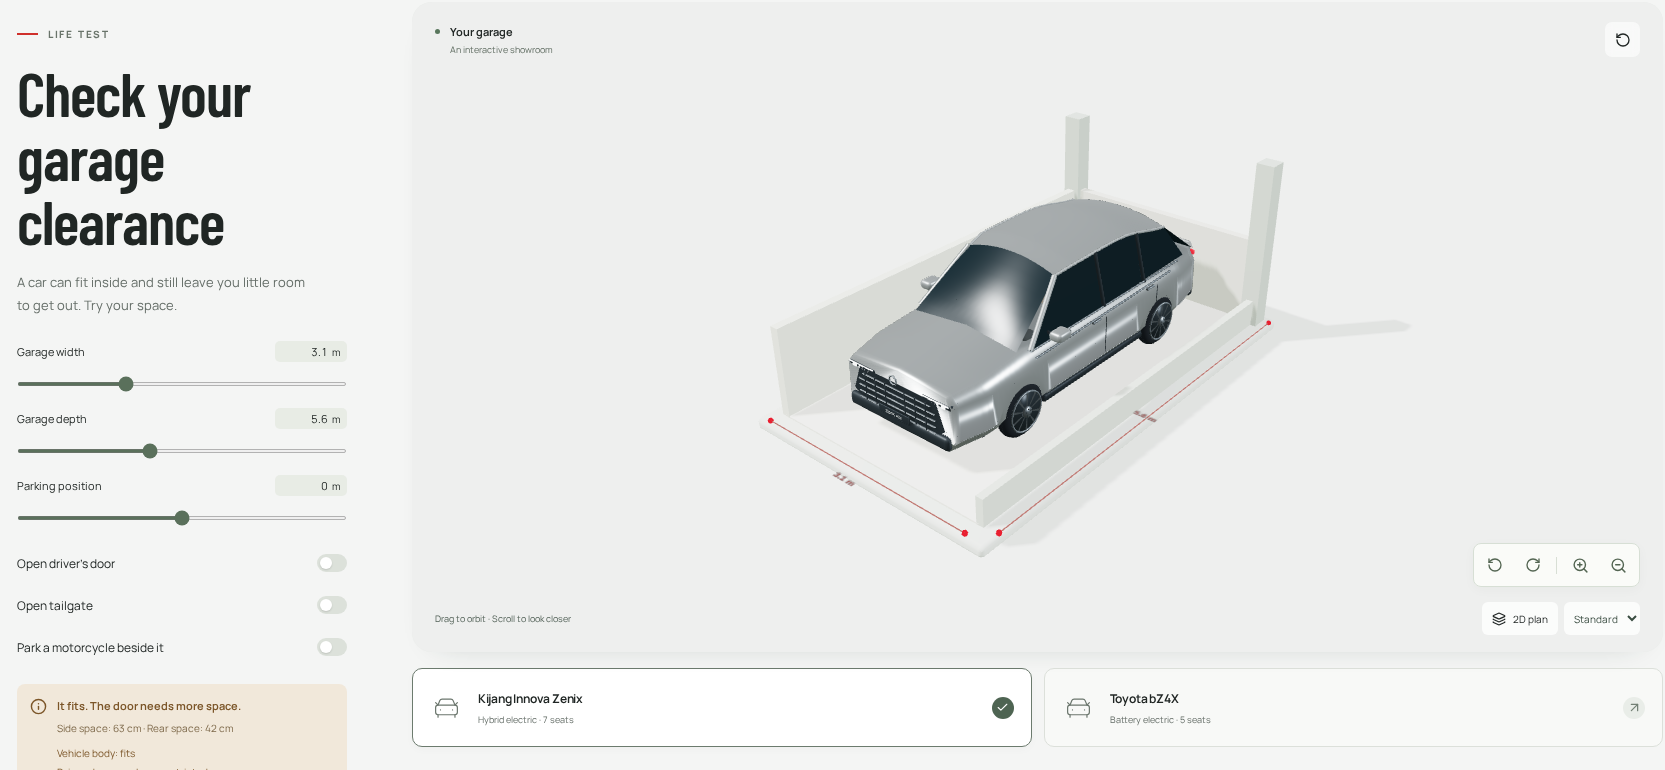 LIFE TEST
Check your
garage
clearance
A car can fit inside and still leave you little room
to get out. Try your space.
Garage width
3.1 m
Garage depth
5.6 m
Parking position
0 m
Open driver's door
Open tailgate
Park a motorcycle beside it
It fits. The door needs more space.
Side space: 63 cm · Rear space: 42 cm
Vehicle body: fits
Your garage
An interactive showroom
Drag to orbit · Scroll to look closer
2D plan
Standard
Kijang Innova Zenix
Hybrid electric · 7 seats
Toyota bZ4X
Battery electric · 5 seats